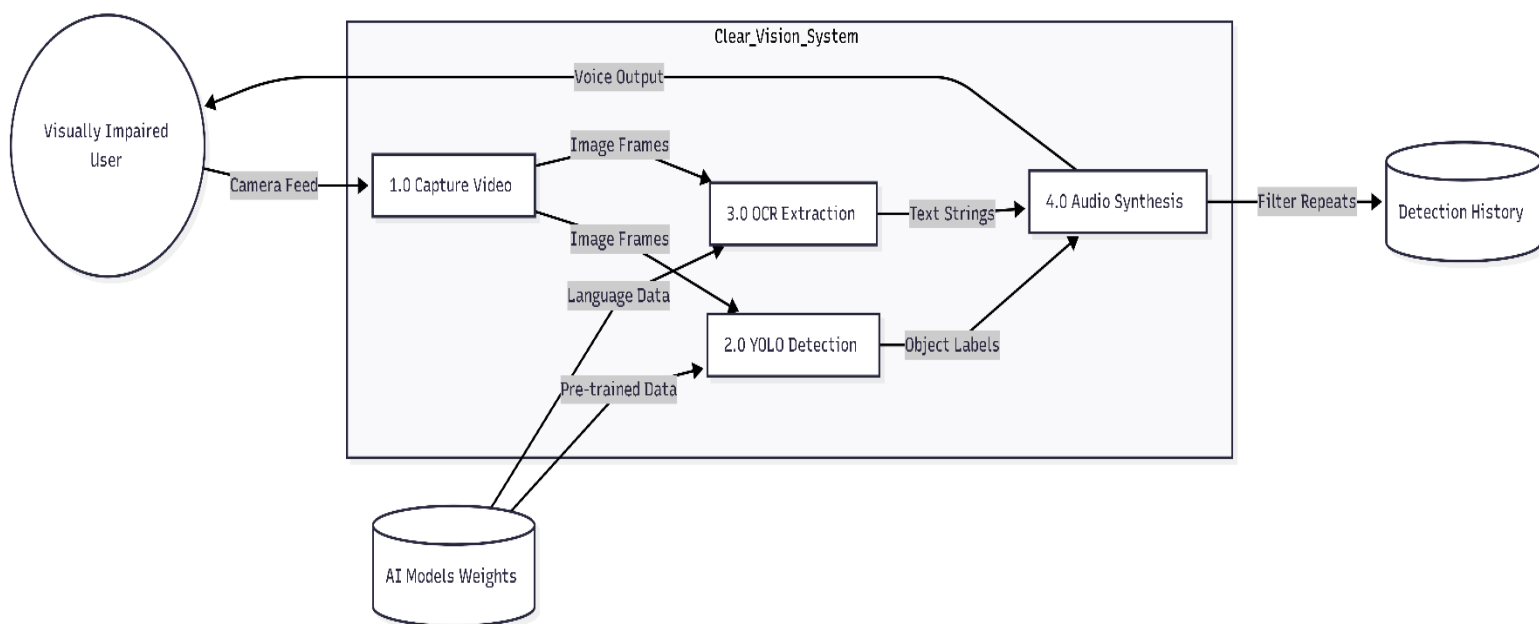 Clear_Vision_System
Voice Output
Visually Impaired
User
Camera Feed
1.0 Capture Video
Image Frames
Image Frames
Language Data
Pre-trained Data
3.0 OCR Extraction
2.0 YOLO Detection
Text Strings
Object Labels
4.0 Audio Synthesis
Filter Repeats
Detection History
AI Models Weights